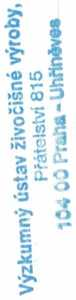 Výzkumný ústav živočišné výroby,
Přátelství 815
104 00 Praha - Uhříněves